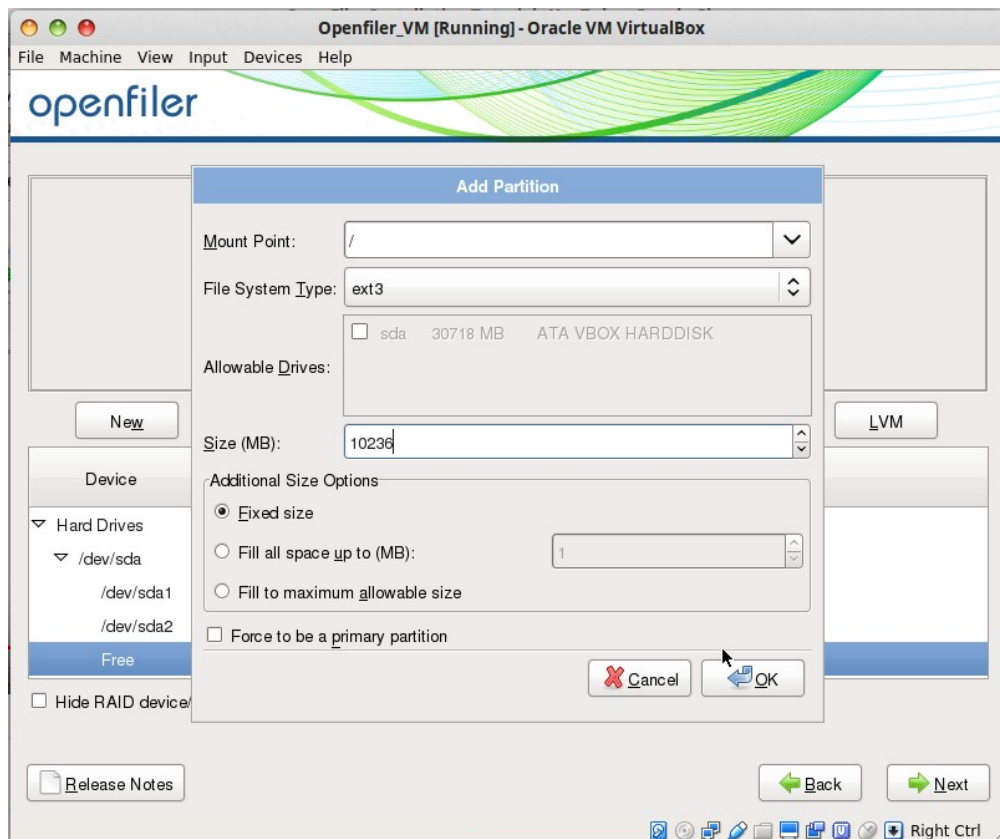 Openfiler_VM [Running] - Oracle VM VirtualBox
File Machine View Input Devices Help
openfiler
Add Partition
Mount Point: /
File System Type: ext3
Allowable Drives:
sda 30718 MB ATA VBOX HARDDISK
New
LVM
Size (MB): 10236
Device
Additional Size Options
Hard Drives
Fixed size
/dev/sda
Fill all space up to (MB): 1
/dev/sda1
Fill to maximum allowable size
/dev/sda2
Force to be a primary partition
Free
Cancel
OK
Hide RAID device/
Release Notes
Back
Next
Right Ctrl